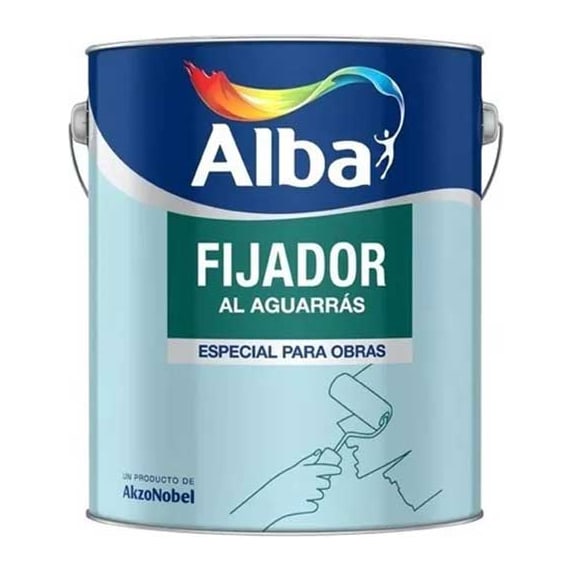 Alba
FIJADOR
AL AGUARRÁS
ESPECIAL PARA OBRAS
UN PRODUCTO DE
AkzoNobel